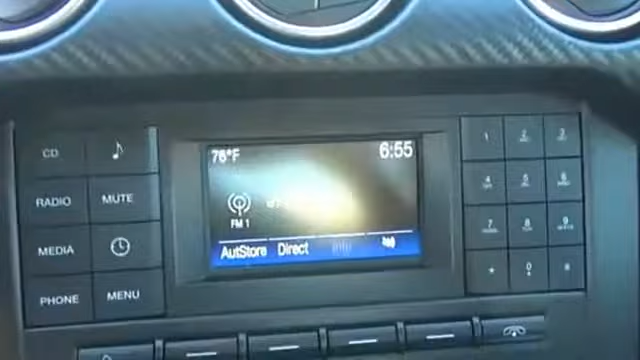 76°F 6:55
FM 1
AutoStore Direct
CD
RADIO MUTE
MEDIA
PHONE MENU
1 2 3
4 5 6
7 8 9
* 0 #